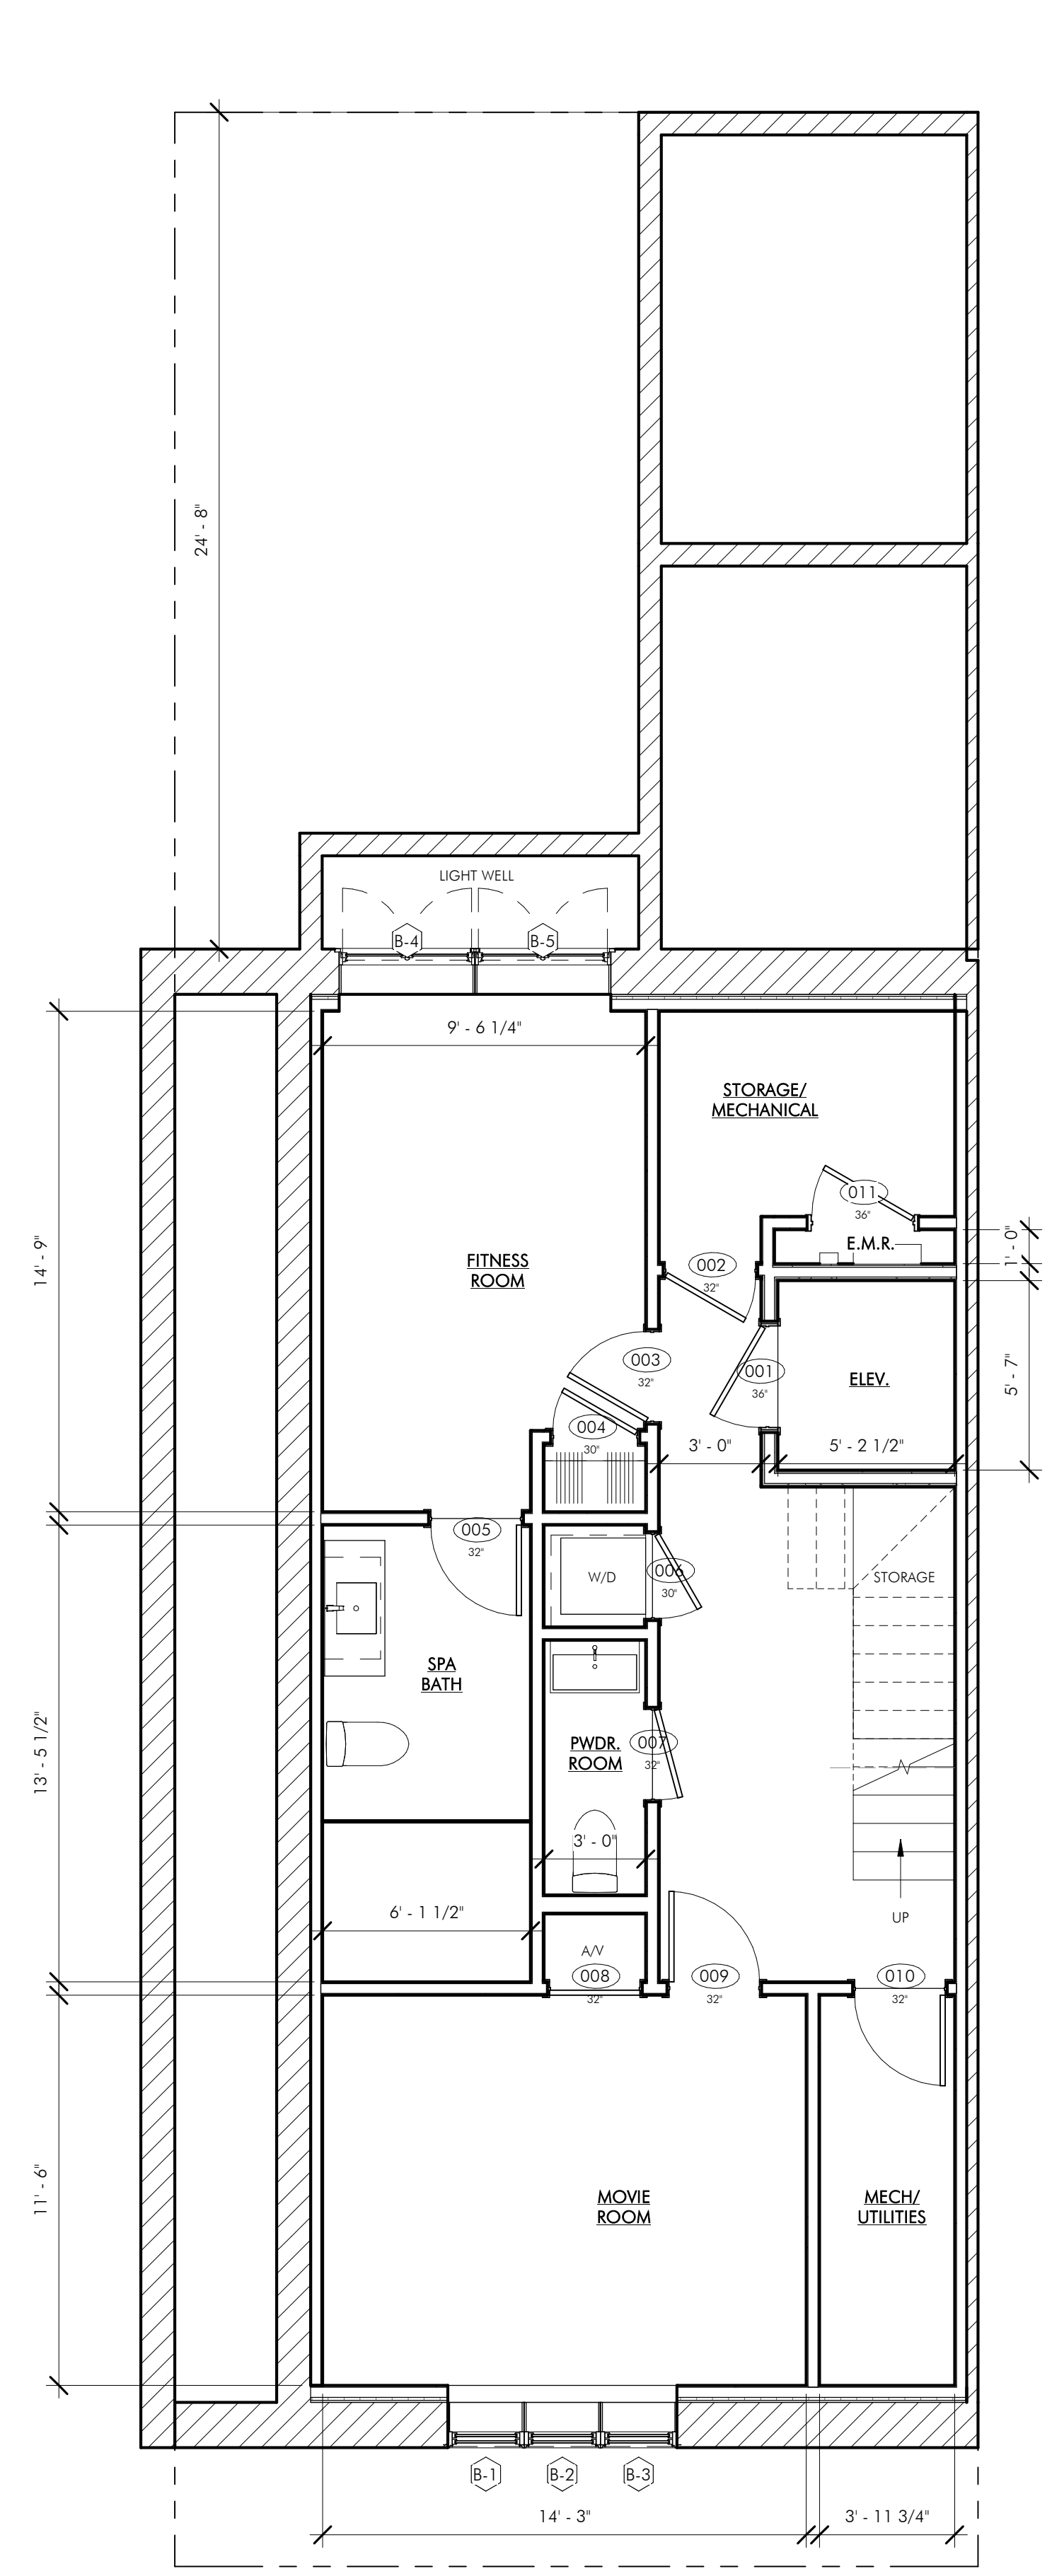 24' - 8"
LIGHT WELL
B-4
B-5
9' - 6 1/4"
STORAGE/
MECHANICAL
011
36"
E.M.R.
1' - 0"
14' - 9"
FITNESS
ROOM
002
32"
003
32"
001
36"
ELEV.
5' - 7"
004
30"
3' - 0"
5' - 2 1/2"
005
32"
W/D
006
30"
STORAGE
SPA
BATH
13' - 5 1/2"
PWDR.
ROOM
007
32"
3' - 0"
6' - 1 1/2"
UP
A/V
008
32"
009
32"
010
32"
11' - 6"
MOVIE
ROOM
MECH/
UTILITIES
B-1
B-2
B-3
14' - 3"
3' - 11 3/4"